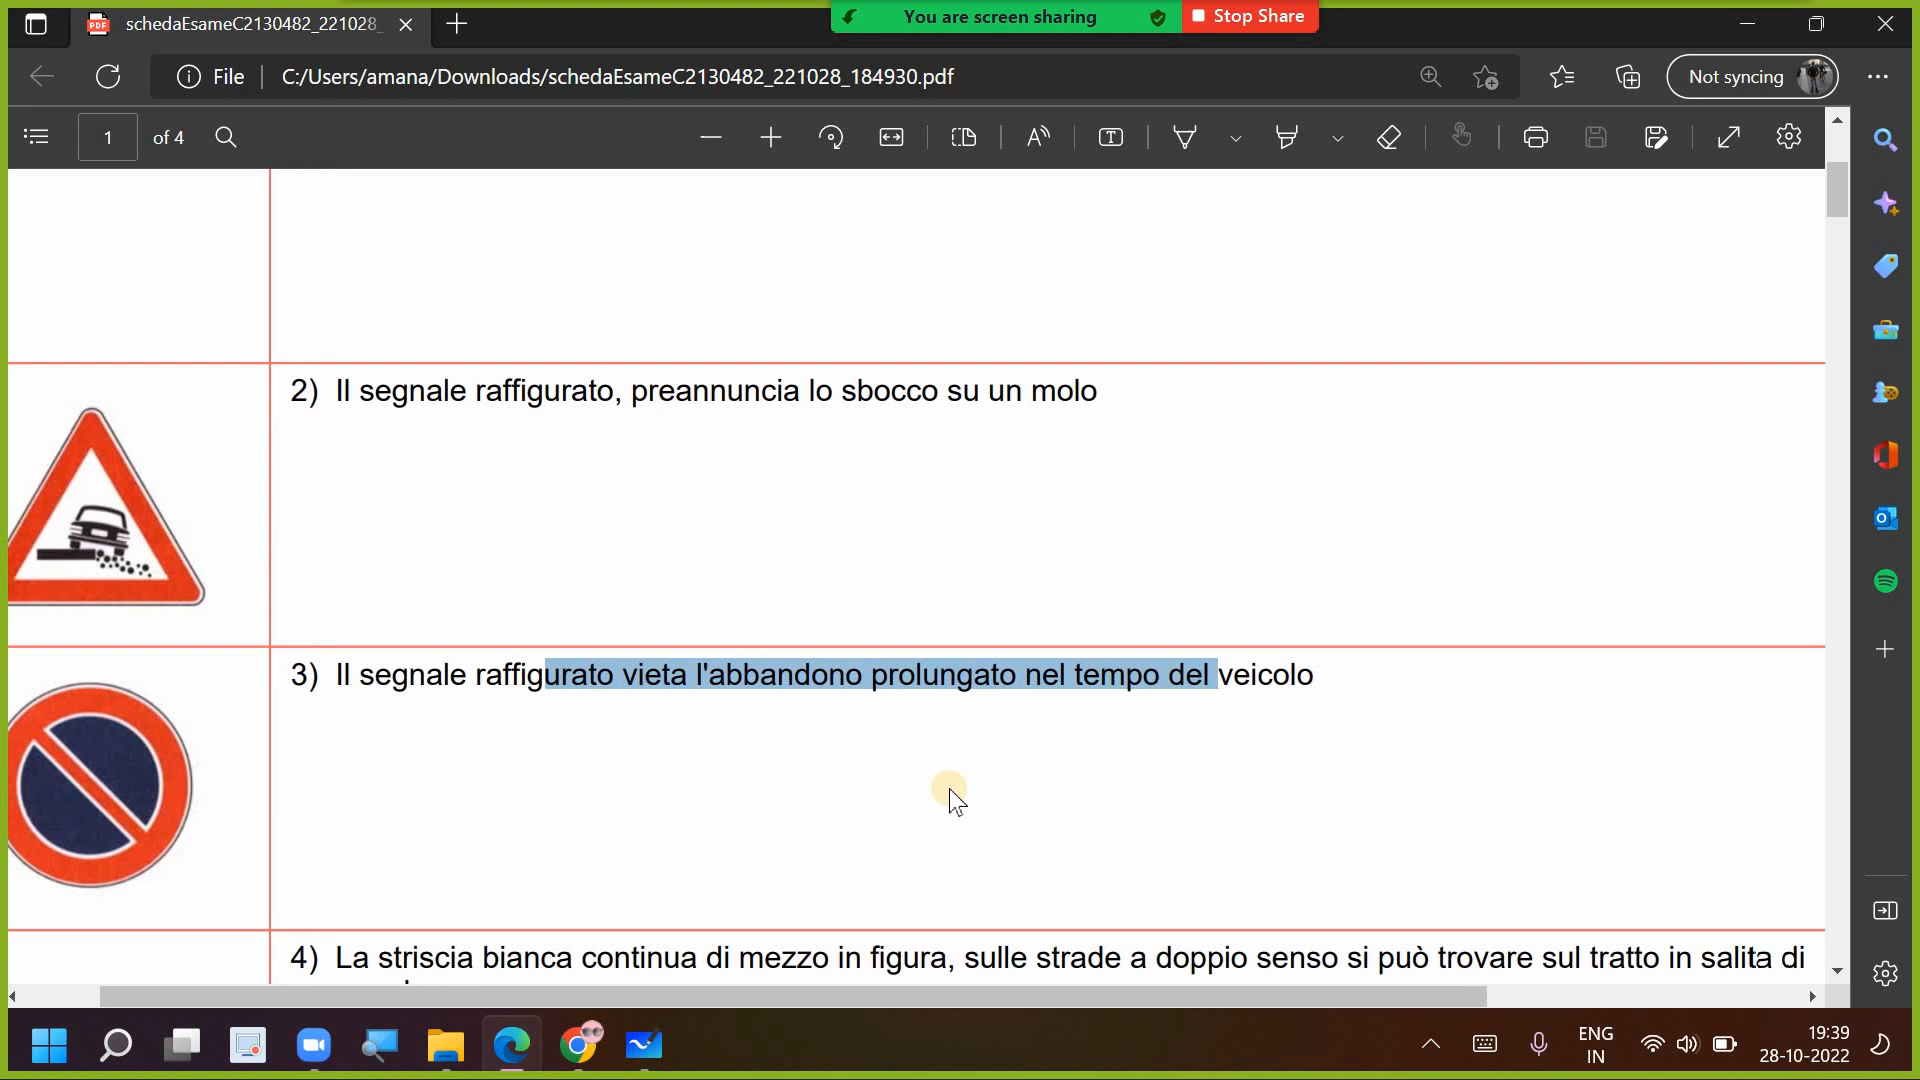 schedaEsameC2130482_221028_
You are screen sharing
Stop Share
File
C:/Users/amana/Downloads/schedaEsameC2130482_221028_184930.pdf
Not syncing
1 of 4
2) Il segnale raffigurato, preannuncia lo sbocco su un molo
3) Il segnale raffigurato vieta l'abbandono prolungato nel tempo del veicolo
4) La striscia bianca continua di mezzo in figura, sulle strade a doppio senso si può trovare sul tratto in salita di
ENG
IN
19:39
28-10-2022